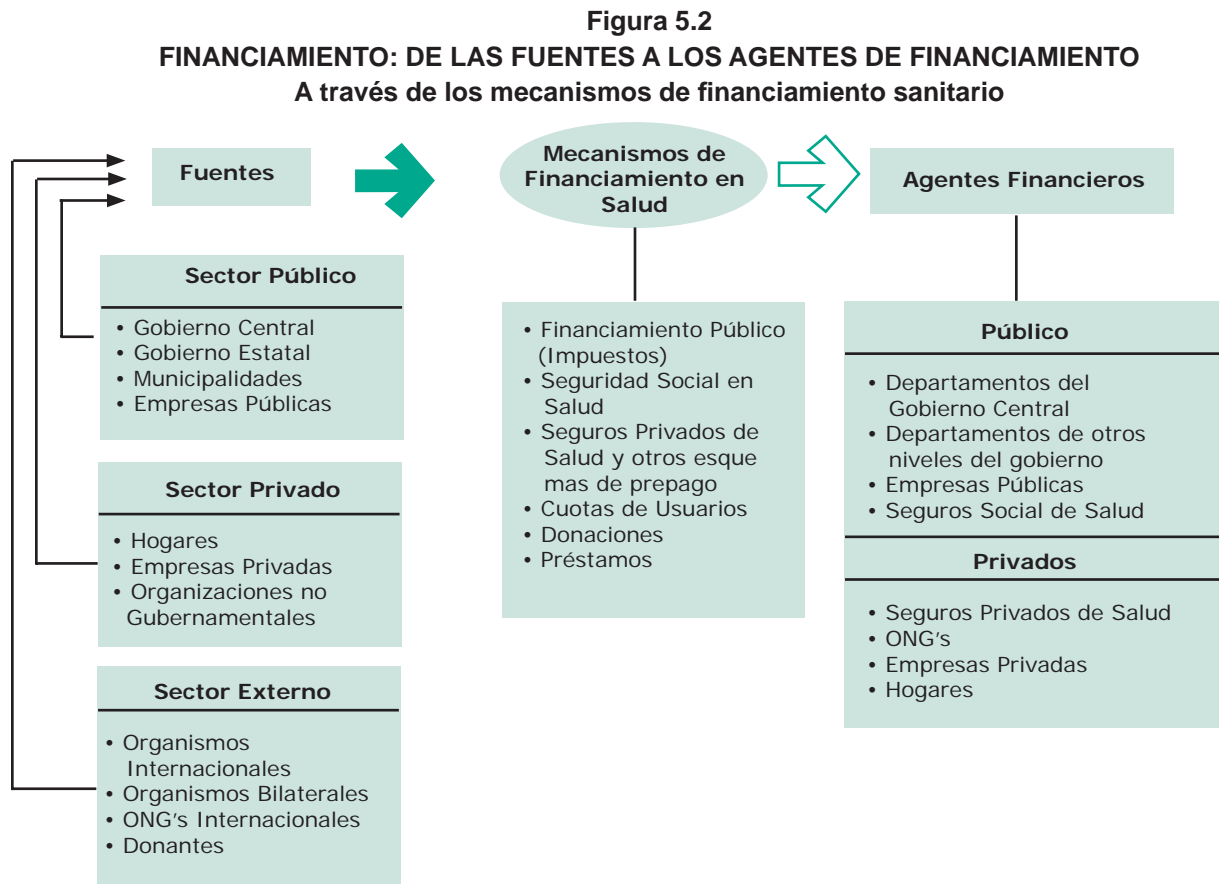 Figura 5.2
FINANCIAMIENTO: DE LAS FUENTES A LOS AGENTES DE FINANCIAMIENTO
A través de los mecanismos de financiamiento sanitario
Fuentes
Sector Público
• Gobierno Central
• Gobierno Estatal
• Municipalidades
• Empresas Públicas
Sector Privado
• Hogares
• Empresas Privadas
• Organizaciones no
Gubernamentales
Sector Externo
• Organismos
Internacionales
• Organismos Bilaterales
• ONG's Internacionales
• Donantes
Mecanismos de
Financiamiento en
Salud
• Financiamiento Público
(Impuestos)
• Seguridad Social en
Salud
• Seguros Privados de
Salud y otros esque
mas de prepago
• Cuotas de Usuarios
• Donaciones
• Préstamos
Agentes Financieros
Público
• Departamentos del
Gobierno Central
• Departamentos de otros
niveles del gobierno
• Empresas Públicas
• Seguros Social de Salud
Privados
• Seguros Privados de Salud
• ONG's
• Empresas Privadas
• Hogares